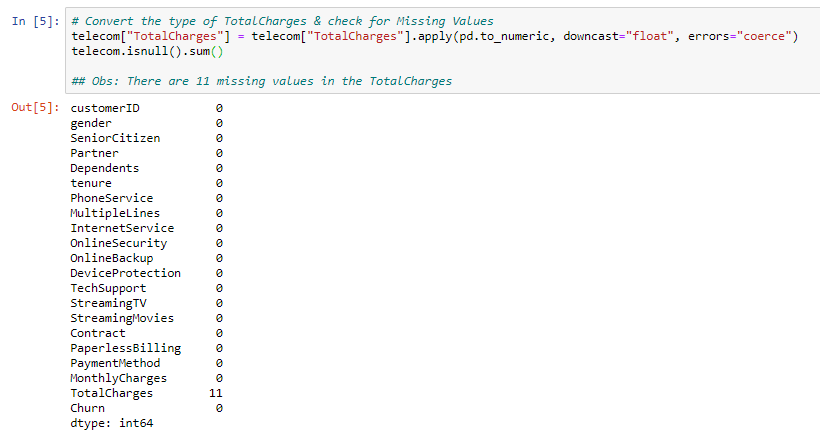 In [5]: # Convert the type of TotalCharges & check for Missing Values
telecom["TotalCharges"] = telecom["TotalCharges"].apply(pd.to_numeric, downcast="float", errors="coerce")
telecom.isnull().sum()
## Obs: There are 11 missing values in the TotalCharges
Out[5]: customerID 0
gender 0
SeniorCitizen 0
Partner 0
Dependents 0
tenure 0
PhoneService 0
MultipleLines 0
InternetService 0
OnlineSecurity 0
OnlineBackup 0
DeviceProtection 0
TechSupport 0
StreamingTV 0
StreamingMovies 0
Contract 0
PaperlessBilling 0
PaymentMethod 0
MonthlyCharges 0
TotalCharges 11
Churn 0
dtype: int64